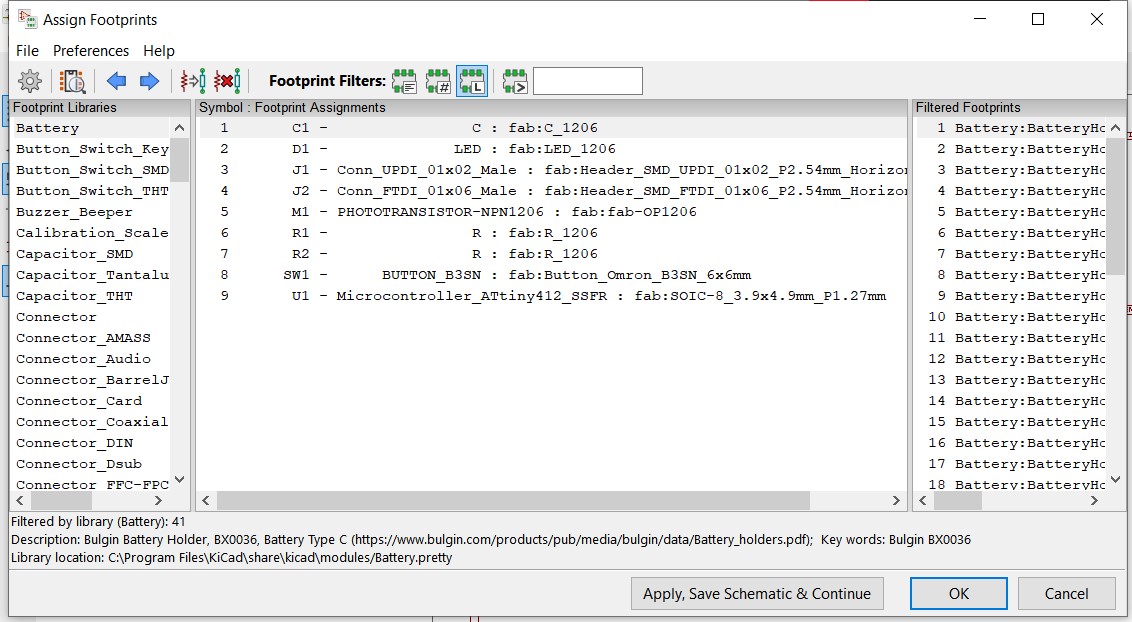 Assign Footprints
File Preferences Help
Footprint Filters:
Footprint Libraries
Battery
Button_Switch_Key
Button_Switch_SMD
Button_Switch_THT
Buzzer_Beeper
Calibration_Scale
Capacitor_SMD
Capacitor_Tantalu
Capacitor_THT
Connector
Connector_AMASS
Connector_Audio
Connector_BarrelJ
Connector_Card
Connector_Coaxial
Connector_DIN
Connector_Dsub
Connector_FFC-FPC
Symbol : Footprint Assignments
1 C1 - C : fab:C_1206
2 D1 - LED : fab:LED_1206
3 J1 - Conn_UPDI_01x02_Male : fab:Header_SMD_UPDI_01x02_P2.54mm_Horizon
4 J2 - Conn_FTDI_01x06_Male : fab:Header_SMD_FTDI_01x06_P2.54mm_Horizon
5 M1 - PHOTOTRANSISTOR-NPN1206 : fab:fab-OP1206
6 R1 - R : fab:R_1206
7 R2 - R : fab:R_1206
8 SW1 - BUTTON_B3SN : fab:Button_Omron_B3SN_6x6mm
9 U1 - Microcontroller_ATtiny412_SSFR : fab:SOIC-8_3.9x4.9mm_P1.27mm
Filtered Footprints
1 Battery:BatteryHo
2 Battery:BatteryHo
3 Battery:BatteryHo
4 Battery:BatteryHo
5 Battery:BatteryHo
6 Battery:BatteryHo
7 Battery:BatteryHo
8 Battery:BatteryHo
9 Battery:BatteryHo
10 Battery:BatteryHo
11 Battery:BatteryHo
12 Battery:BatteryHo
13 Battery:BatteryHo
14 Battery:BatteryHo
15 Battery:BatteryHo
16 Battery:BatteryHo
17 Battery:BatteryHo
18 Battery:BatteryHo
Filtered by library (Battery): 41
Description: Bulgin Battery Holder, BX0036, Battery Type C (https://www.bulgin.com/products/pub/media/bulgin/data/Battery_holders.pdf); Key words: Bulgin BX0036
Library location: C:\Program Files\KiCad\share\kicad\modules/Battery.pretty
Apply, Save Schematic & Continue
OK
Cancel